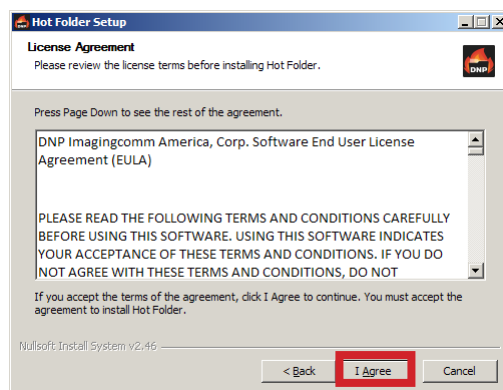 Hot Folder Setup
License Agreement
Please review the license terms before installing Hot Folder.
DNP
Press Page Down to see the rest of the agreement.
DNP Imagingcomm America, Corp. Software End User License
Agreement (EULA)
PLEASE READ THE FOLLOWING TERMS AND CONDITIONS CAREFULLY
BEFORE USING THIS SOFTWARE. USING THIS SOFTWARE INDICATES
YOUR ACCEPTANCE OF THESE TERMS AND CONDITIONS. IF YOU DO
NOT AGREE WITH THESE TERMS AND CONDITIONS, DO NOT
If you accept the terms of the agreement, click I Agree to continue. You must accept the
agreement to install Hot Folder.
Nullsoft Install System v2.46
< Back I Agree Cancel